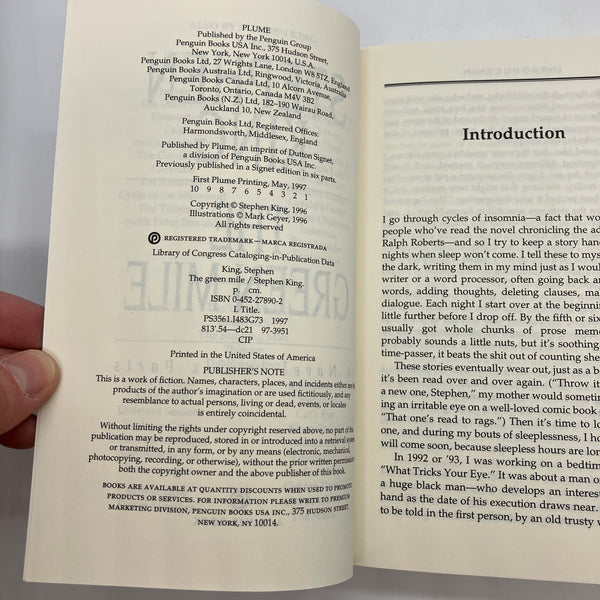 PLUME
Published by the Penguin Group
Penguin Books USA Inc., 375 Hudson Street,
New York, New York 10014, U.S.A.
Penguin Books Ltd, 27 Wrights Lane, London W8 5TZ, England
Penguin Books Australia Ltd, Ringwood, Victoria, Australia
Penguin Books Canada Ltd, 10 Alcorn Avenue,
Toronto, Ontario, Canada M4V 3B2
Penguin Books (N.Z.) Ltd, 182–190 Wairau Road,
Auckland 10, New Zealand
Penguin Books Ltd, Registered Offices:
Harmondsworth, Middlesex, England
Published by Plume, an imprint of Dutton Signet,
a division of Penguin Books USA Inc.
Previously published in a Signet edition in six parts.
First Plume Printing, May, 1997
10 9 8 7 6 5 4 3 2 1
Copyright © Stephen King, 1996
Illustrations © Mark Geyer, 1996
All rights reserved
REGISTERED TRADEMARK—MARCA REGISTRADA
Library of Congress Cataloging-in-Publication Data
King, Stephen
The green mile / Stephen King.
p. cm.
ISBN 0-452-27890-2
I. Title.
PS3561.I483G73 1997
813'.54—dc21 97-3951
CIP
Printed in the United States of America
PUBLISHER'S NOTE
This is a work of fiction. Names, characters, places, and incidents either are
products of the author's imagination or are used fictitiously, and any
resemblance to actual persons, living or dead, events, or locales
is entirely coincidental.
Without limiting the rights under copyright reserved above, no part of this
publication may be reproduced, stored in or introduced into a retrieval system,
or transmitted, in any form, or by any means (electronic, mechanical,
photocopying, recording, or otherwise), without the prior written permission
both the copyright owner and the above publisher of this book.
BOOKS ARE AVAILABLE AT QUANTITY DISCOUNTS WHEN USED TO PROMOTE
PRODUCTS OR SERVICES. FOR INFORMATION PLEASE WRITE TO PREMIUM
MARKETING DIVISION, PENGUIN BOOKS USA INC., 375 HUDSON STREET,
NEW YORK, NY 10014.
Introduction
I go through cycles of insomnia—a fact that wo
people who've read the novel chronicling the ad
Ralph Roberts—and so I try to keep a story han
nights when sleep won't come. I tell these to mys
the dark, writing them in my mind just as I would
writer or a word processor, often going back ar
words, adding thoughts, deleting clauses, mak
dialogue. Each night I start over at the beginnin
little further before I drop off. By the fifth or six
usually got whole chunks of prose mem
probably sounds a little nuts, but it's soothing
time-passer, it beats the shit out of counting she
These stories eventually wear out, just as a b
it's been read over and over again. ("Throw it
a new one, Stephen," my mother would sometim
ing an irritable eye on a well-loved comic book 
"That one's read to rags.") Then it's time to lo
one, and during my bouts of sleeplessness, I ho
will come soon, because sleepless hours are lon
In 1992 or '93, I was working on a bedtim
"What Tricks Your Eye." It was about a man o
a huge black man—who develops an interes
hand as the date of his execution draws near.
to be told in the first person, by an old trusty w